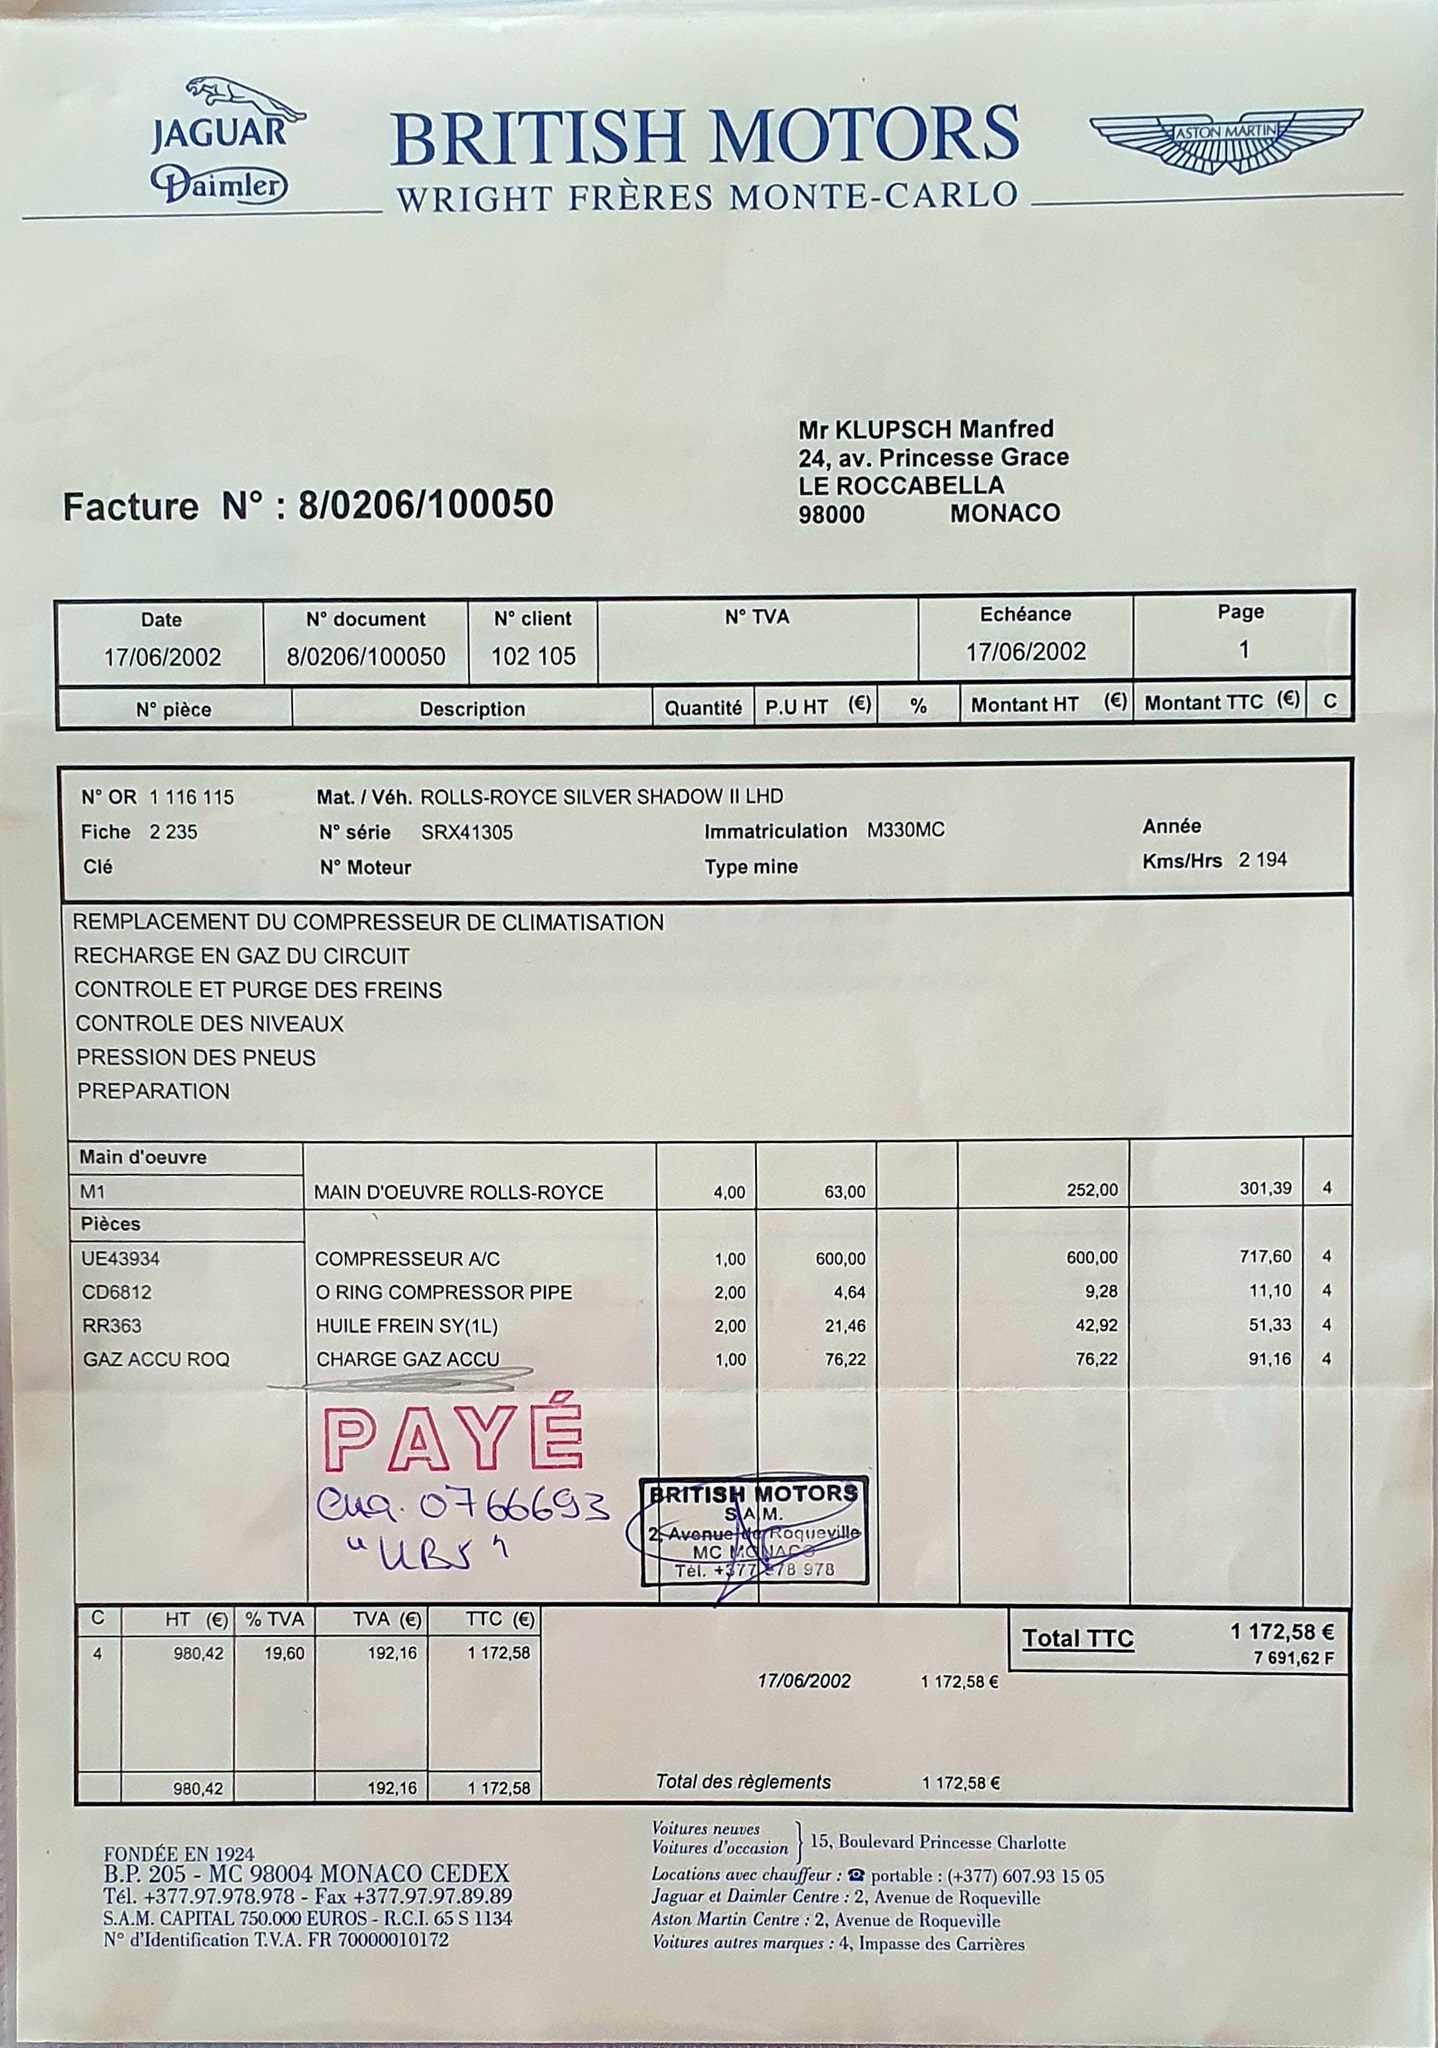 JAGUAR
Daimler
BRITISH MOTORS
WRIGHT FRÈRES MONTE-CARLO
ASTON MARTIN
Mr KLUPSCH Manfred
24, av. Princesse Grace
LE ROCCABELLA
98000 MONACO
Facture N° : 8/0206/100050
Date N° document N° client N° TVA Echéance Page
17/06/2002 8/0206/100050 102 105 17/06/2002 1
N° pièce Description Quantité P.U HT (€) % Montant HT (€) Montant TTC (€) C
N° OR 1 116 115 Mat. / Véh. ROLLS-ROYCE SILVER SHADOW II LHD
Fiche 2 235 N° série SRX41305 Immatriculation M330MC Année
Clé N° Moteur Type mine Kms/Hrs 2 194
REMPLACEMENT DU COMPRESSEUR DE CLIMATISATION
RECHARGE EN GAZ DU CIRCUIT
CONTROLE ET PURGE DES FREINS
CONTROLE DES NIVEAUX
PRESSION DES PNEUS
PREPARATION
Main d'oeuvre
M1 MAIN D'OEUVRE ROLLS-ROYCE 4,00 63,00 252,00 301,39 4
Pièces
UE43934 COMPRESSEUR A/C 1,00 600,00 600,00 717,60 4
CD6812 O RING COMPRESSOR PIPE 2,00 4,64 9,28 11,10 4
RR363 HUILE FREIN SY(1L) 2,00 21,46 42,92 51,33 4
GAZ ACCU ROQ CHARGE GAZ ACCU 1,00 76,22 76,22 91,16 4
PAYÉ
0766693
"UBS"
BRITISH MOTORS
S.A.M.
2, Avenue de Roqueville
MC MONACO
Tél. +377 978 978
C HT (€) % TVA TVA (€) TTC (€)
4 980,42 19,60 192,16 1 172,58
Total TTC 1 172,58 €
7 691,62 F
17/06/2002 1 172,58 €
980,42 192,16 1 172,58
Total des règlements 1 172,58 €
FONDÉE EN 1924
B.P. 205 - MC 98004 MONACO CEDEX
Tél. +377.97.978.978 - Fax +377.97.97.89.89
S.A.M. CAPITAL 750.000 EUROS - R.C.I. 65 S 1134
N° d'Identification T.V.A. FR 70000010172
Voitures neuves
Voitures d'occasion } 15, Boulevard Princesse Charlotte
Locations avec chauffeur : ☎ portable : (+377) 607.93 15 05
Jaguar et Daimler Centre : 2, Avenue de Roqueville
Aston Martin Centre : 2, Avenue de Roqueville
Voitures autres marques : 4, Impasse des Carrières